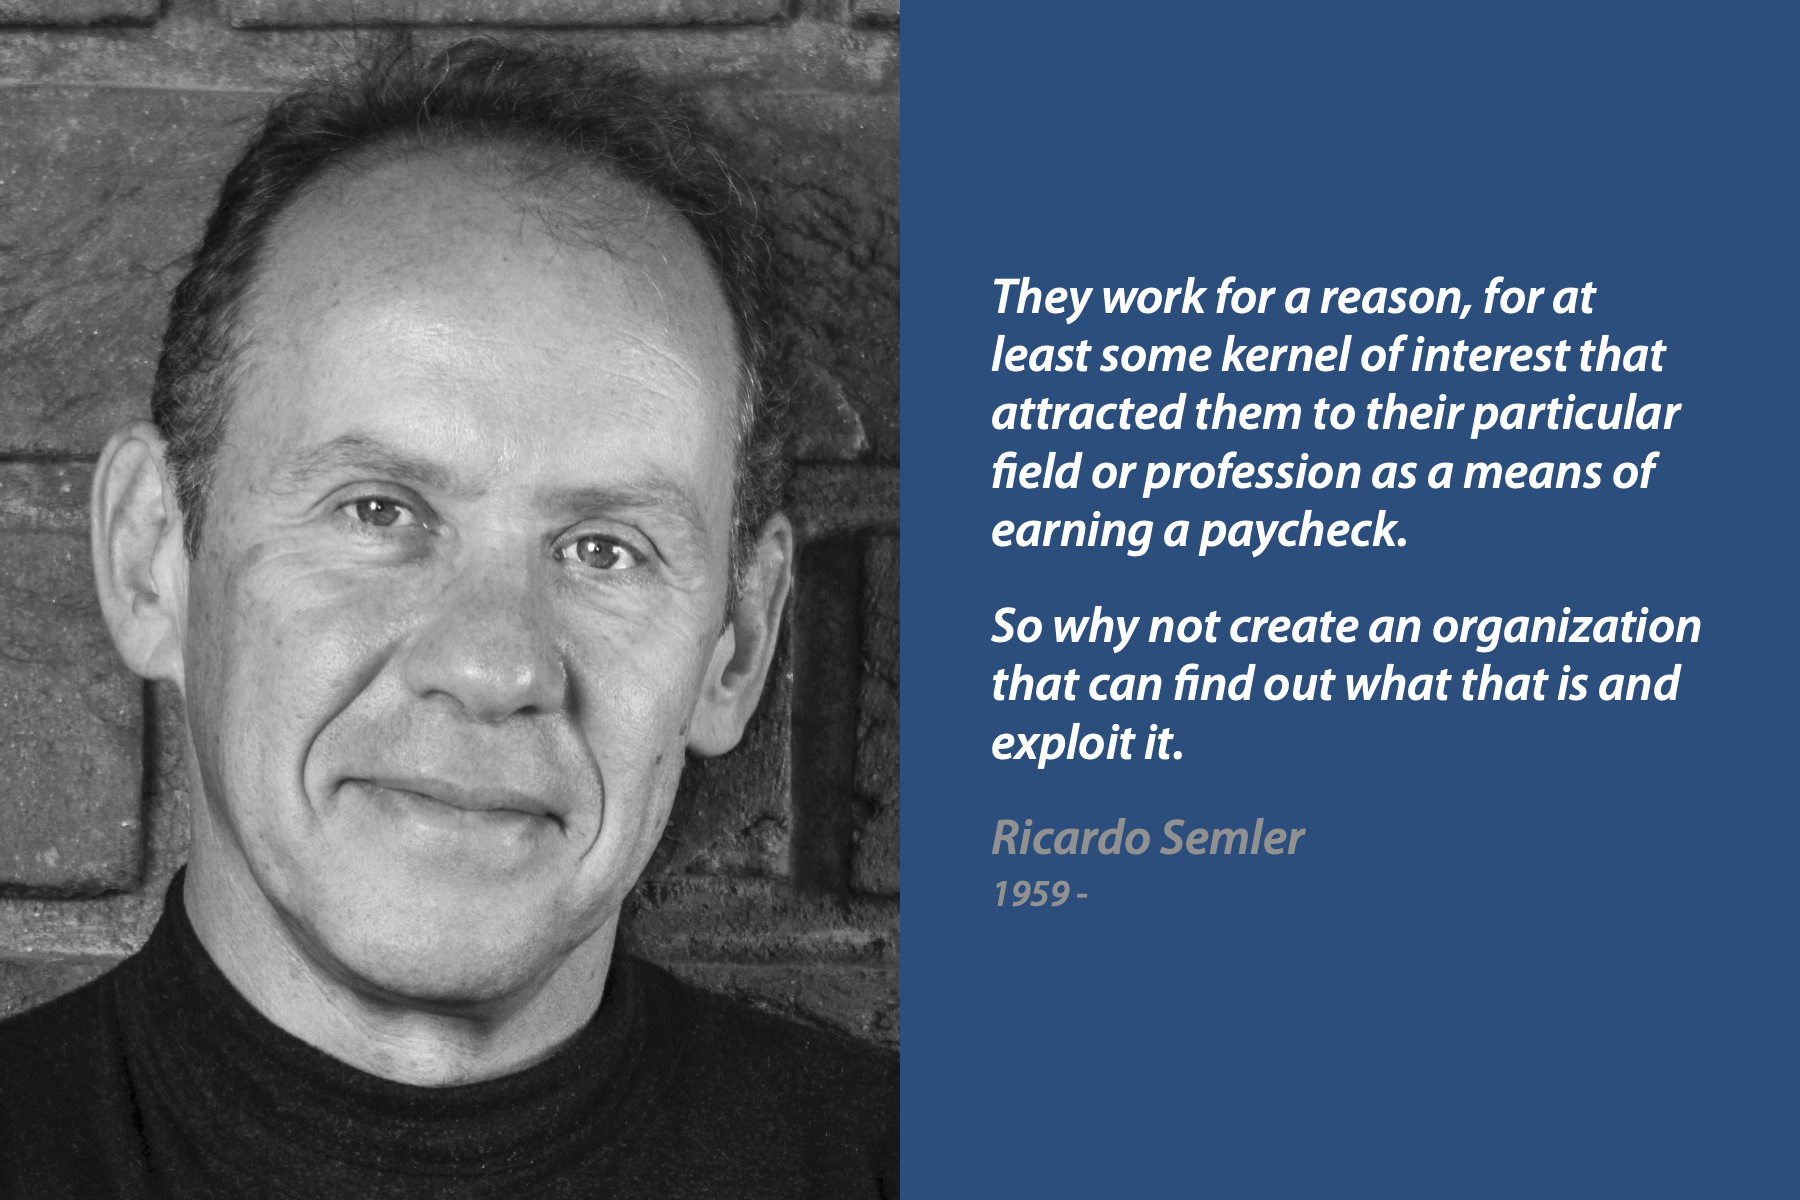 They work for a reason, for at
least some kernel of interest that
attracted them to their particular
field or profession as a means of
earning a paycheck.
So why not create an organization
that can find out what that is and
exploit it.
Ricardo Semler
1959 -